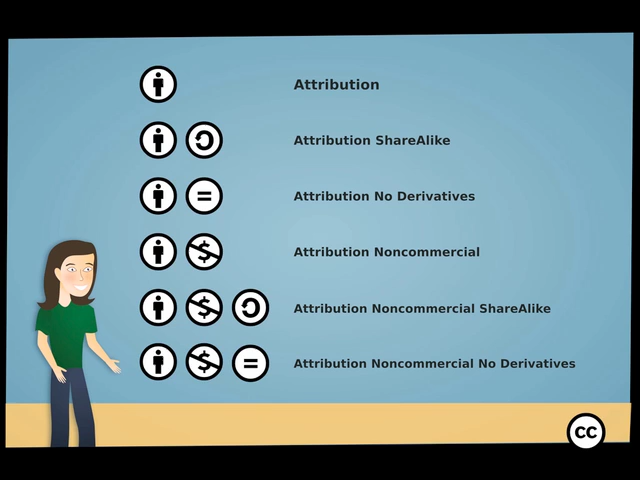 Attribution
Attribution ShareAlike
Attribution No Derivatives
Attribution Noncommercial
Attribution Noncommercial ShareAlike
Attribution Noncommercial No Derivatives
cc